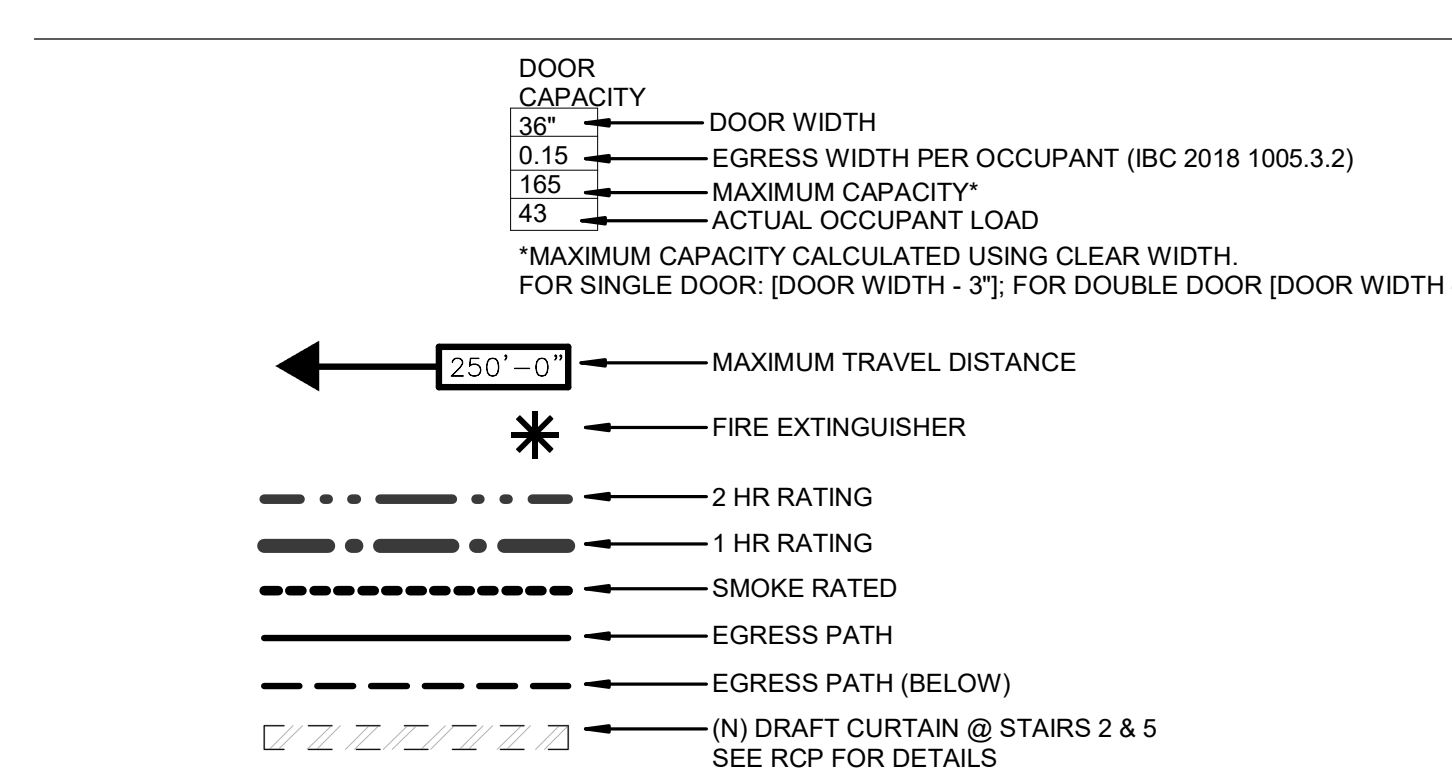 DOOR
CAPACITY
36" DOOR WIDTH
0.15 EGRESS WIDTH PER OCCUPANT (IBC 2018 1005.3.2)
165 MAXIMUM CAPACITY*
43 ACTUAL OCCUPANT LOAD
*MAXIMUM CAPACITY CALCULATED USING CLEAR WIDTH.
FOR SINGLE DOOR: [DOOR WIDTH - 3"]; FOR DOUBLE DOOR [DOOR WIDTH
250'-0" MAXIMUM TRAVEL DISTANCE
FIRE EXTINGUISHER
2 HR RATING
1 HR RATING
SMOKE RATED
EGRESS PATH
EGRESS PATH (BELOW)
(N) DRAFT CURTAIN @ STAIRS 2 & 5
SEE RCP FOR DETAILS